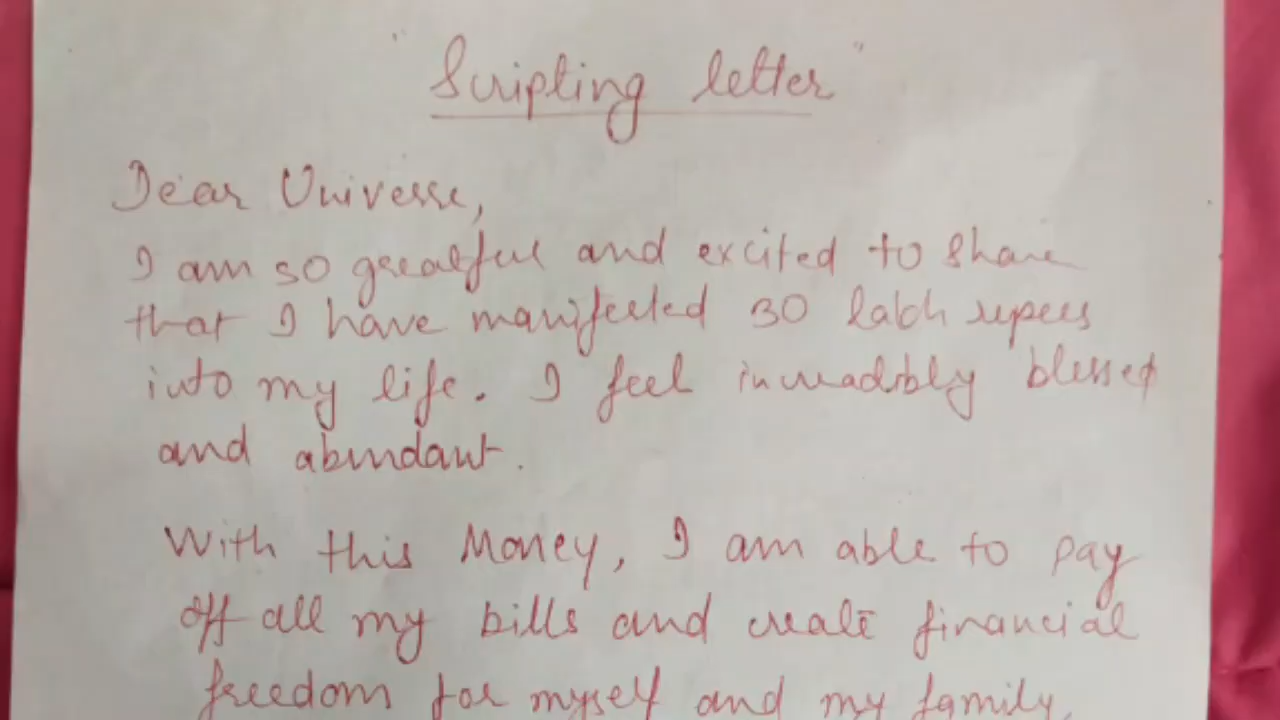 "Scripting letter"
Dear Universe,
I am so greatful and excited to share
that I have manifested 30 lakh rupees
into my life. I feel increadibly blessed
and abundant.
With this Money, I am able to pay
off all my bills and create financial
freedom for myself and my family.